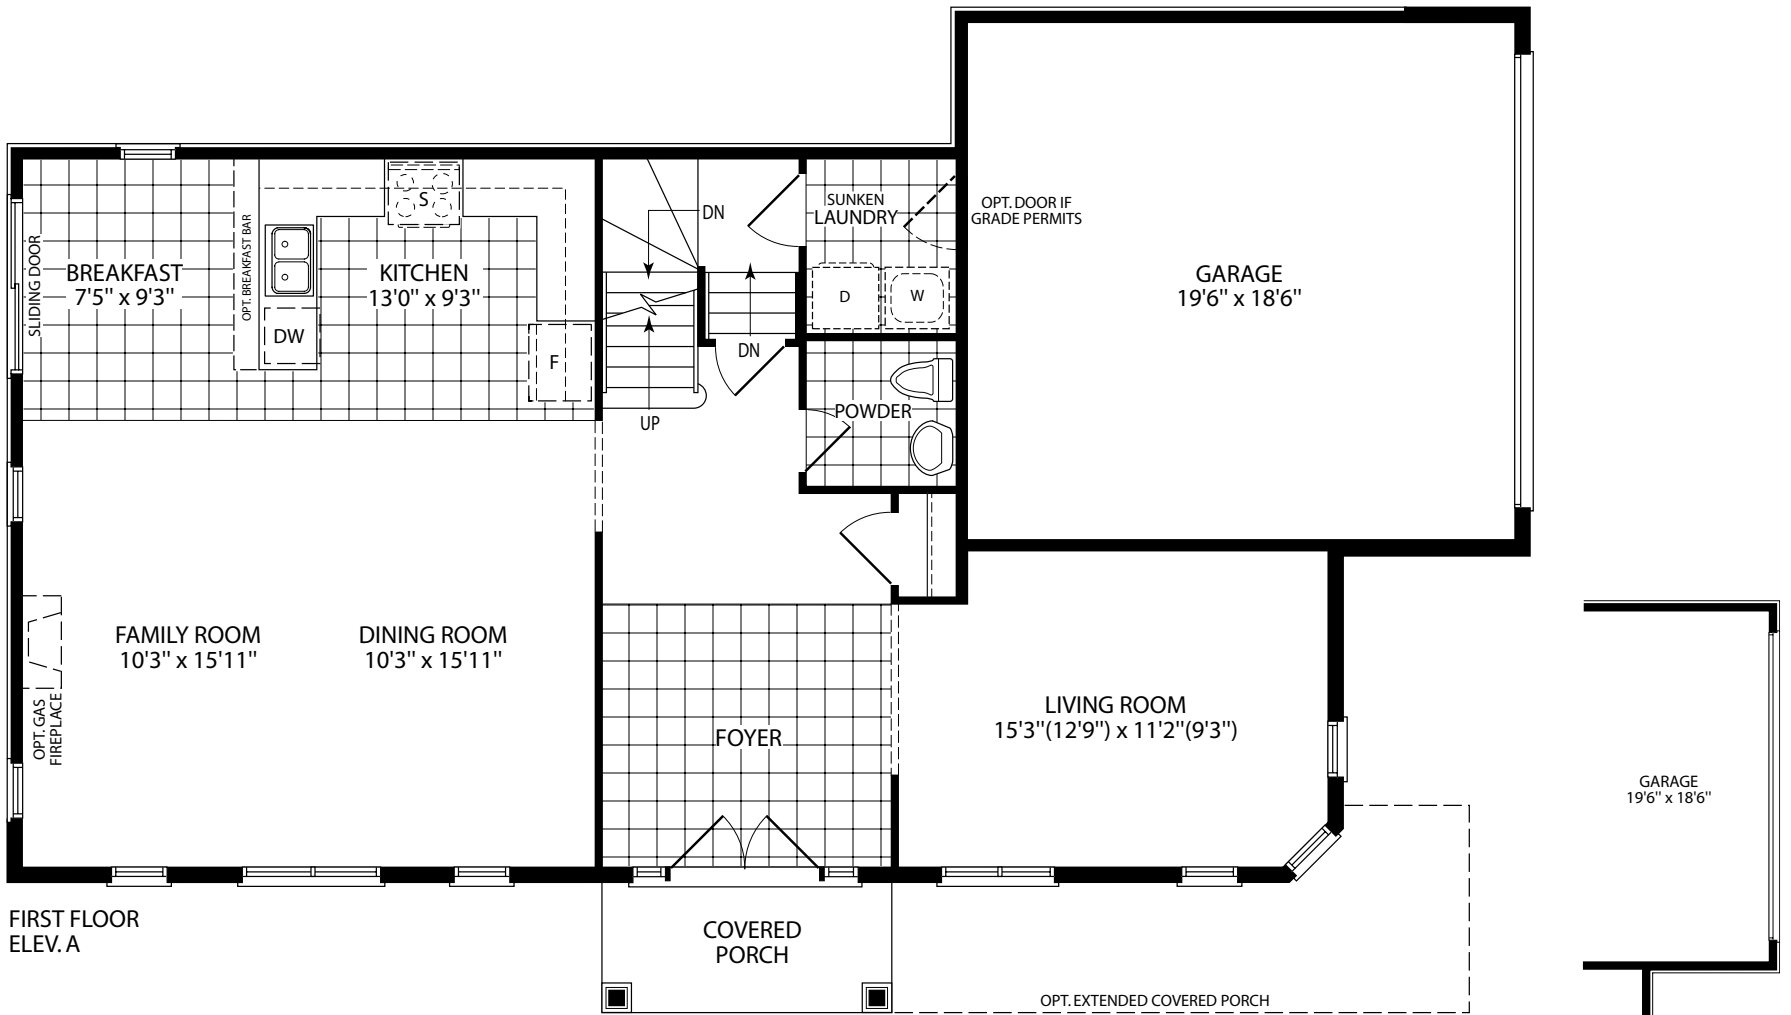 SLIDING DOOR
BREAKFAST
7'5" x 9'3"
OPT. BREAKFAST BAR
DW
S
KITCHEN
13'0" x 9'3"
F
DN
UP
DN
SUNKEN
LAUNDRY
D
W
POWDER
OPT. DOOR IF
GRADE PERMITS
GARAGE
19'6" x 18'6"
FAMILY ROOM
10'3" x 15'11"
OPT. GAS
FIREPLACE
DINING ROOM
10'3" x 15'11"
FOYER
LIVING ROOM
15'3"(12'9") x 11'2"(9'3")
GARAGE
19'6" x 18'6"
FIRST FLOOR
ELEV. A
COVERED
PORCH
OPT. EXTENDED COVERED PORCH